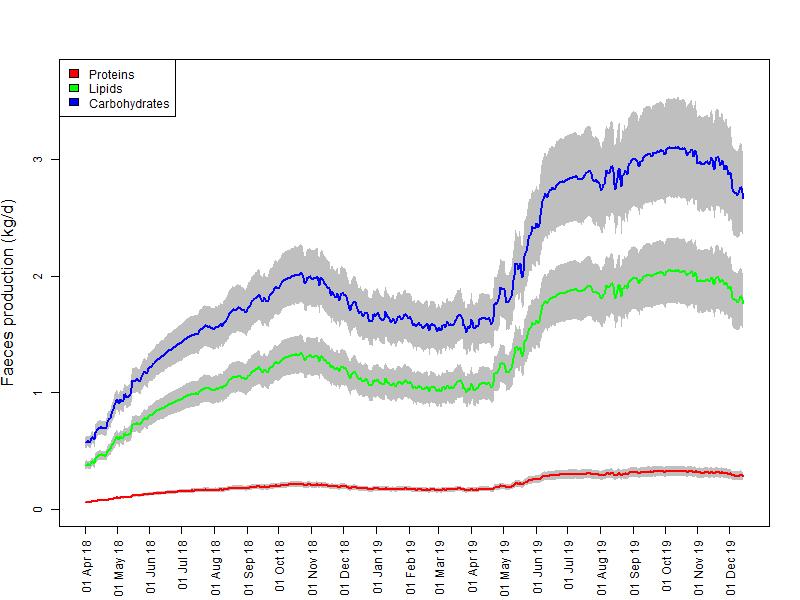 Proteins
Lipids
Carbohydrates
Faeces production (kg/d)
3
2
1
0
01 Apr 18
01 May 18
01 Jun 18
01 Jul 18
01 Aug 18
01 Sep 18
01 Oct 18
01 Nov 18
01 Dec 18
01 Jan 19
01 Feb 19
01 Mar 19
01 Apr 19
01 May 19
01 Jun 19
01 Jul 19
01 Aug 19
01 Sep 19
01 Oct 19
01 Nov 19
01 Dec 19